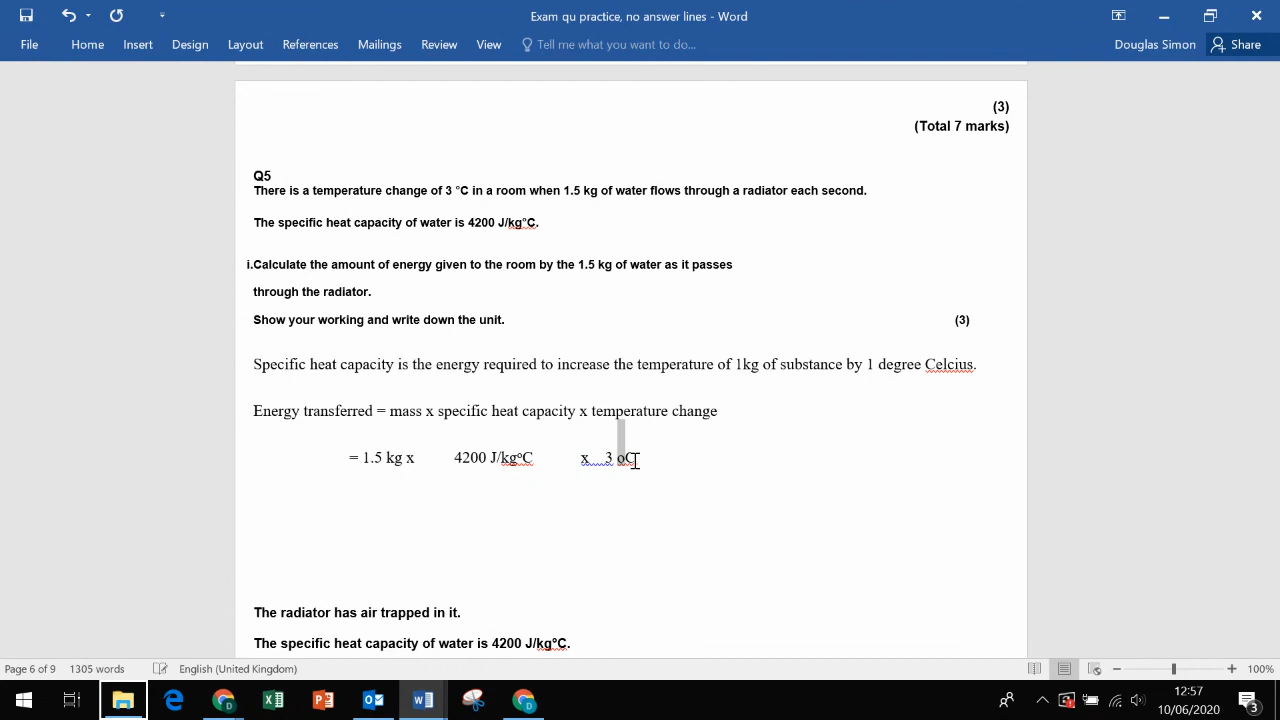 Exam qu practice, no answer lines - Word
File Home Insert Design Layout References Mailings Review View Tell me what you want to do... Douglas Simon Share
(3)
(Total 7 marks)
Q5
There is a temperature change of 3 °C in a room when 1.5 kg of water flows through a radiator each second.
The specific heat capacity of water is 4200 J/kg°C.
i.Calculate the amount of energy given to the room by the 1.5 kg of water as it passes
through the radiator.
Show your working and write down the unit. (3)
Specific heat capacity is the energy required to increase the temperature of 1kg of substance by 1 degree Celcius.
Energy transferred = mass x specific heat capacity x temperature change
= 1.5 kg x 4200 J/kgºC x 3 oC
The radiator has air trapped in it.
The specific heat capacity of water is 4200 J/kg°C.
Page 6 of 9 1305 words English (United Kingdom) 100%
12:57
10/06/2020 3